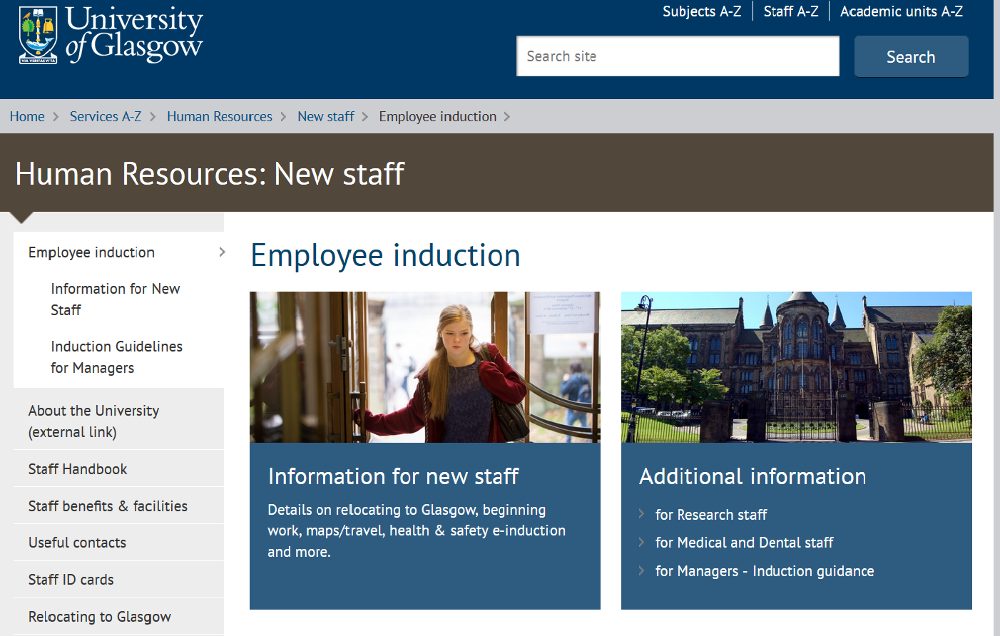 University
of Glasgow
VIA VERITAS VITA
Subjects A-Z
Staff A-Z
Academic units A-Z
Search site
Search
Home
Services A-Z
Human Resources
New staff
Employee induction
Human Resources: New staff
Employee induction
Information for New
Staff
Induction Guidelines
for Managers
About the University
(external link)
Staff Handbook
Staff benefits & facilities
Useful contacts
Staff ID cards
Relocating to Glasgow
Employee induction
Information for new staff
Details on relocating to Glasgow, beginning
work, maps/travel, health & safety e-induction
and more.
Additional information
for Research staff
for Medical and Dental staff
for Managers - Induction guidance